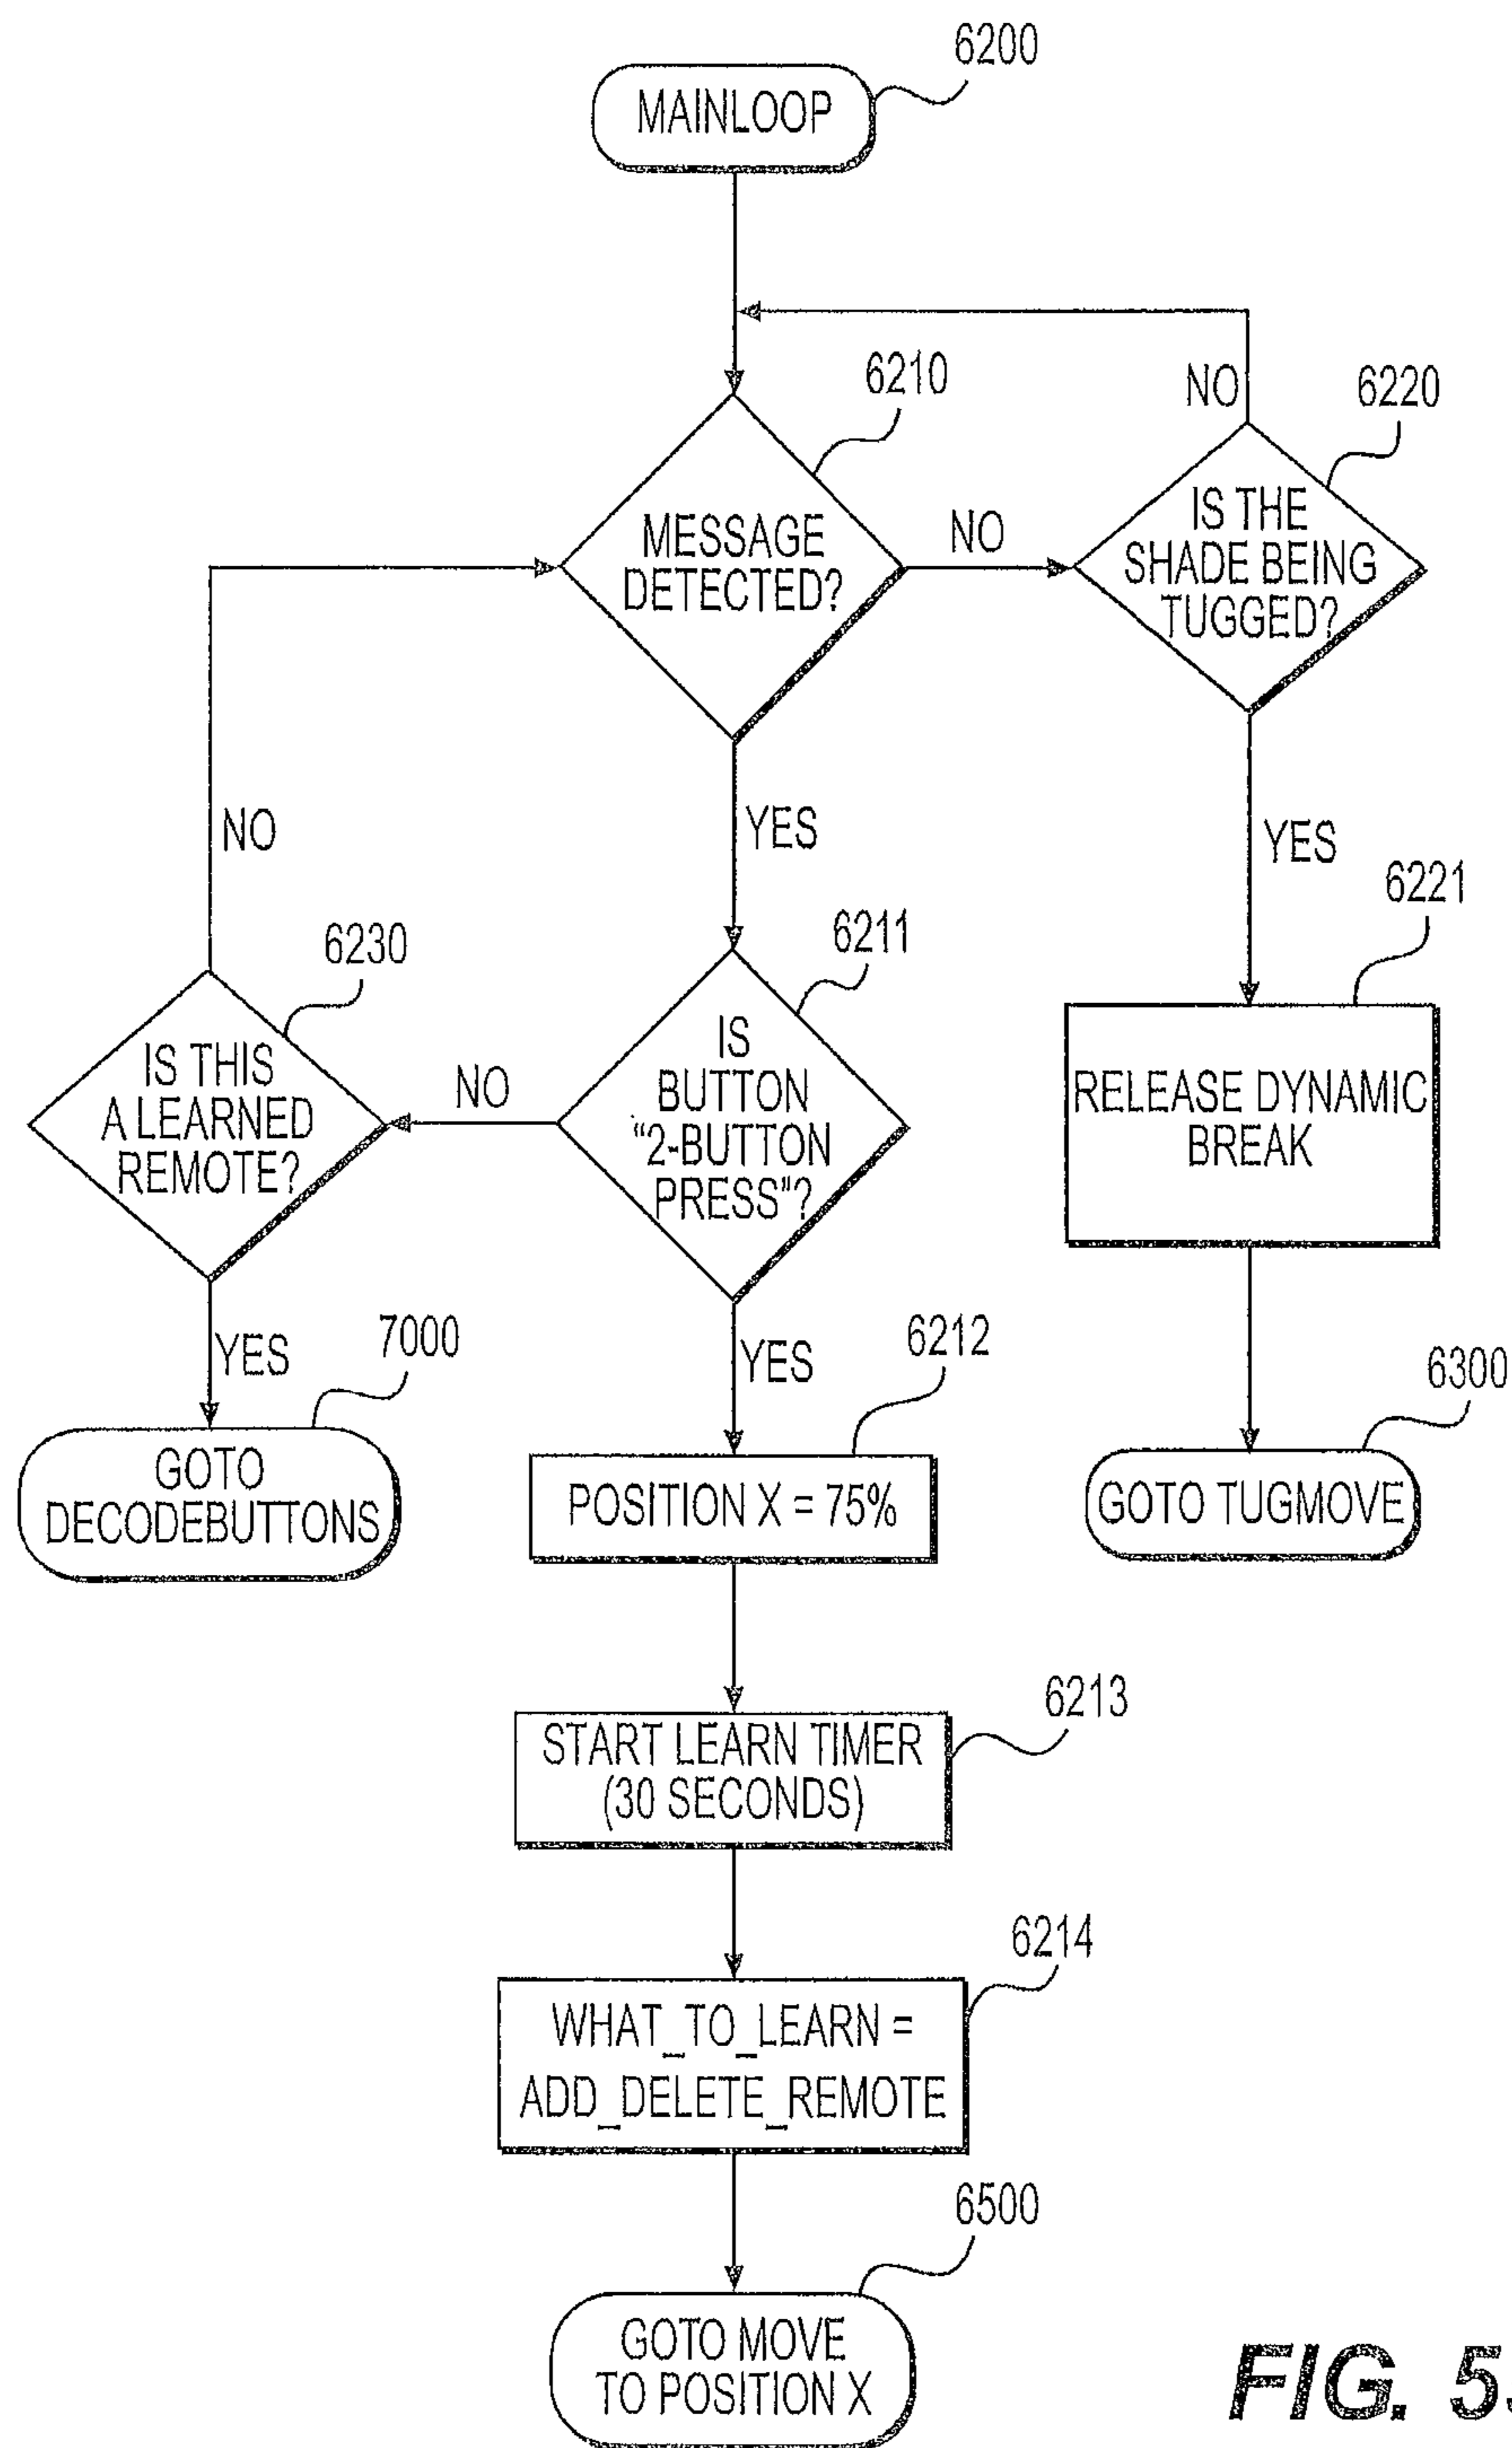 6200
MAINLOOP
6210
NO
6220
MESSAGE
DETECTED?
NO
IS THE
SHADE BEING
TUGGED?
NO
YES
YES
6221
6230
6211
IS THIS
A LEARNED
REMOTE?
NO
IS
BUTTON
"2-BUTTON
PRESS"?
RELEASE DYNAMIC
BREAK
YES
7000
YES
6212
6300
GOTO
DECODEBUTTONS
POSITION X = 75%
GOTO TUGMOVE
6213
START LEARN TIMER
(30 SECONDS)
6214
WHAT_TO_LEARN =
ADD_DELETE_REMOTE
6500
GOTO MOVE
TO POSITION X
FIG. 5